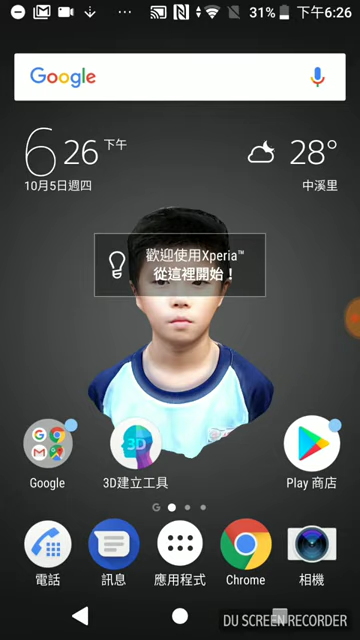 31% 下午6:26
Google
6 26 下午
28°
10月5日週四
中溪里
歡迎使用Xperia™
從這裡開始！
3D
Google
3D建立工具
Play 商店
電話
訊息
應用程式
Chrome
相機
DU SCREEN RECORDER